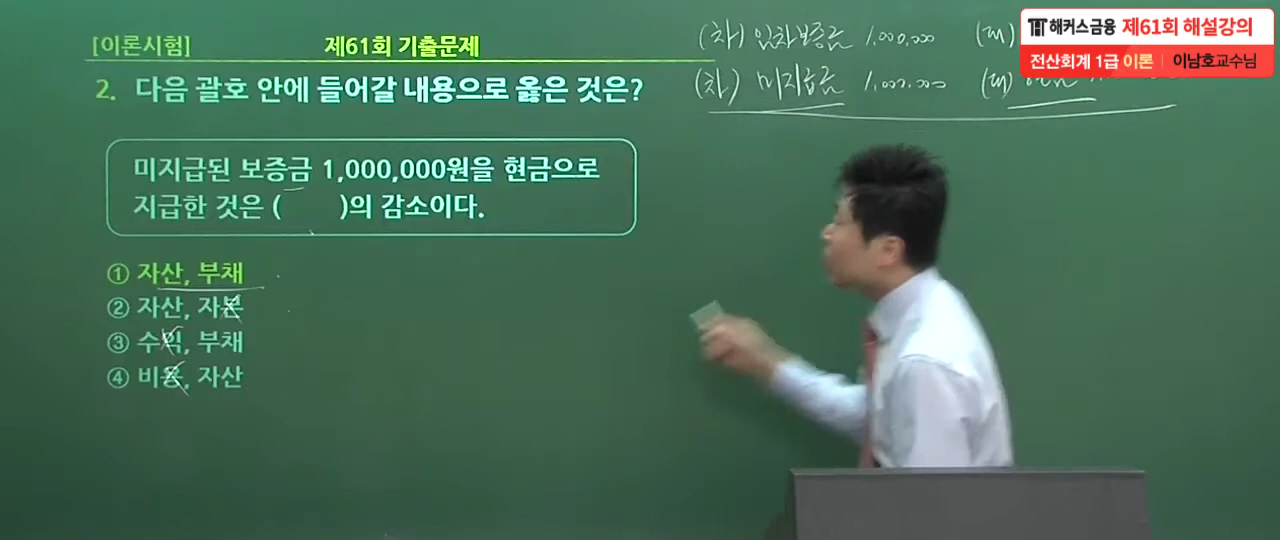 [이론시험] 제61회 기출문제
2. 다음 괄호 안에 들어갈 내용으로 옳은 것은?
미지급된 보증금 1,000,000원을 현금으로
지급한 것은 ( )의 감소이다.
① 자산, 부채
② 자산, 자본
③ 수익, 부채
④ 비용, 자산
(차) 임차보증금 1,000,000 (대)
(차) 미지급금 1,000,000 (대)
해커스금융 제61회 해설강의
전산회계 1급 이론 | 이남호교수님